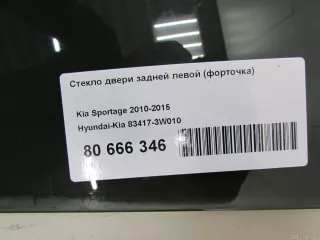 Стекло двери задней левой (форточка)
Kia Sportage 2010-2015
Hyundai-Kia 83417-3W010
80 666 346